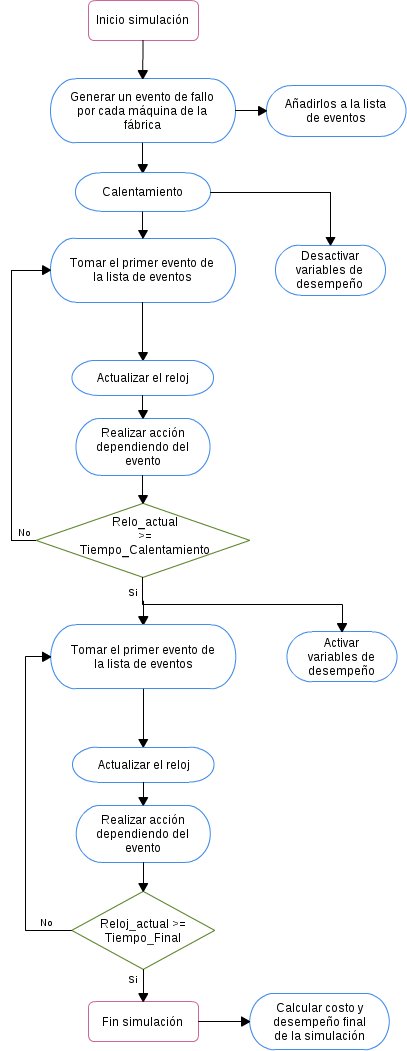 Inicio simulación
Generar un evento de fallo
por cada máquina de la
fábrica
Añadirlos a la lista
de eventos
Calentamiento
Desactivar
variables de
desempeño
Tomar el primer evento de
la lista de eventos
Actualizar el reloj
Realizar acción
dependiendo del
evento
Relo_actual
>=
Tiempo_Calentamiento
No
Si
Tomar el primer evento de
la lista de eventos
Activar
variables de
desempeño
Actualizar el reloj
Realizar acción
dependiendo del
evento
Reloj_actual >=
Tiempo_Final
No
Si
Fin simulación
Calcular costo y
desempeño final
de la simulación